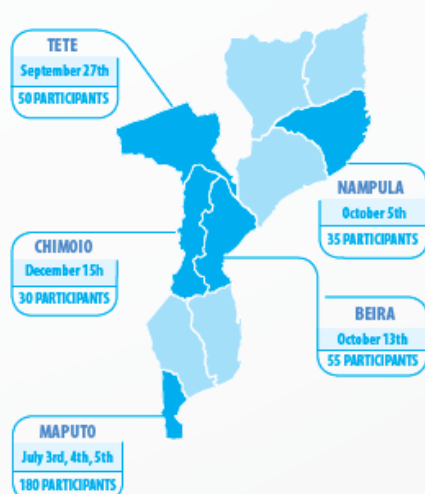 TETE
September 27th
50 PARTICIPANTS
NAMPULA
October 5th
35 PARTICIPANTS
CHIMOIO
December 15h
30 PARTICIPANTS
BEIRA
October 13th
55 PARTICIPANTS
MAPUTO
July 3rd, 4th, 5th
180 PARTICIPANTS